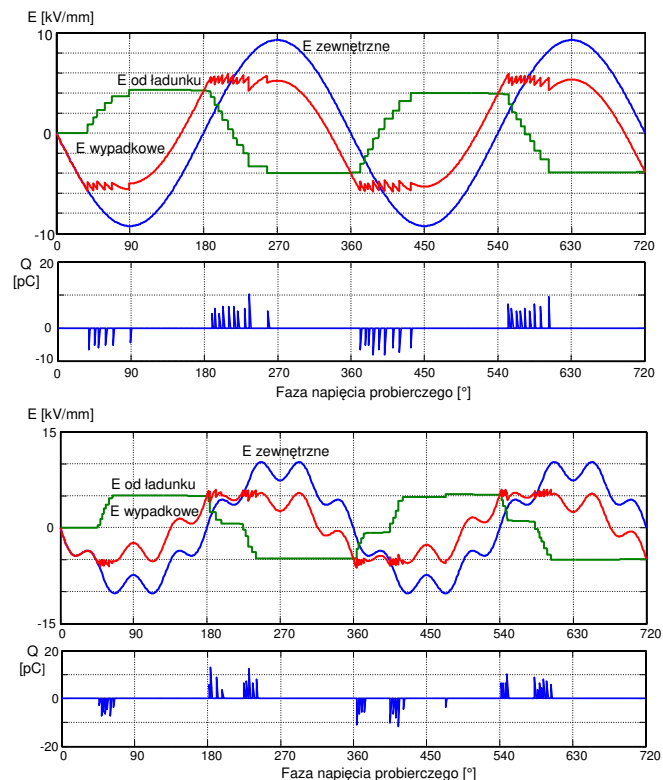 E [kV/mm]
10
E zewnętrzne
E od ładunku
0
E wypadkowe
-10
0 90 180 270 360 450 540 630 720
Q
[pC]
20
0
-10
0 90 180 270 360 450 540 630 720
Faza napięcia probierczego [°]
E [kV/mm]
15
E zewnętrzne
E od ładunku
E wypadkowe
0
-15
0 90 180 270 360 450 540 630 720
Q
[pC]
20
0
-20
0 90 180 270 360 450 540 630 720
Faza napięcia probierczego [°]